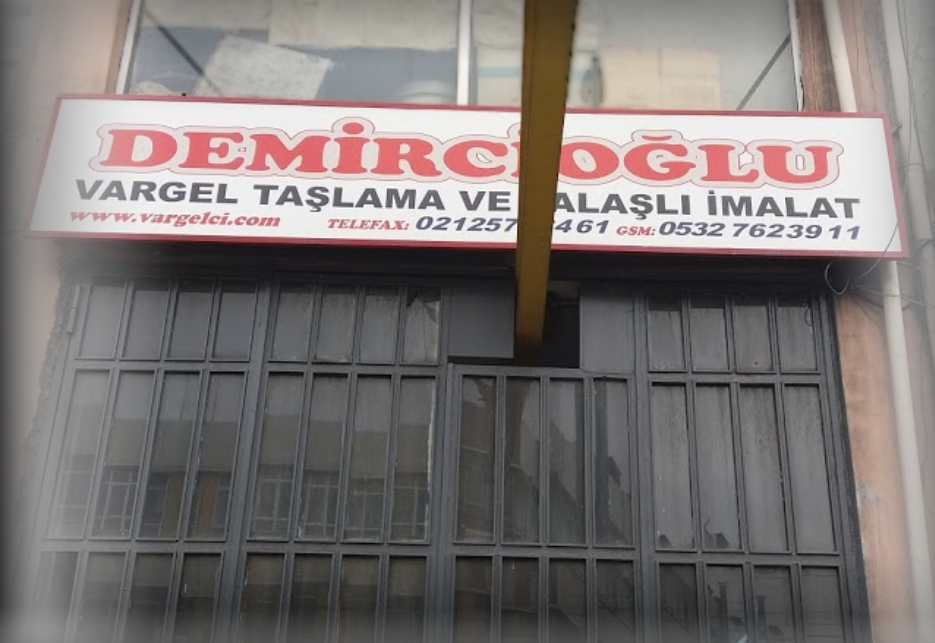 DEMİRCİOĞLU
VARGEL TAŞLAMA VE İMALAT
www.vargelci.com TELEFAX: GSM: 0532 7623911